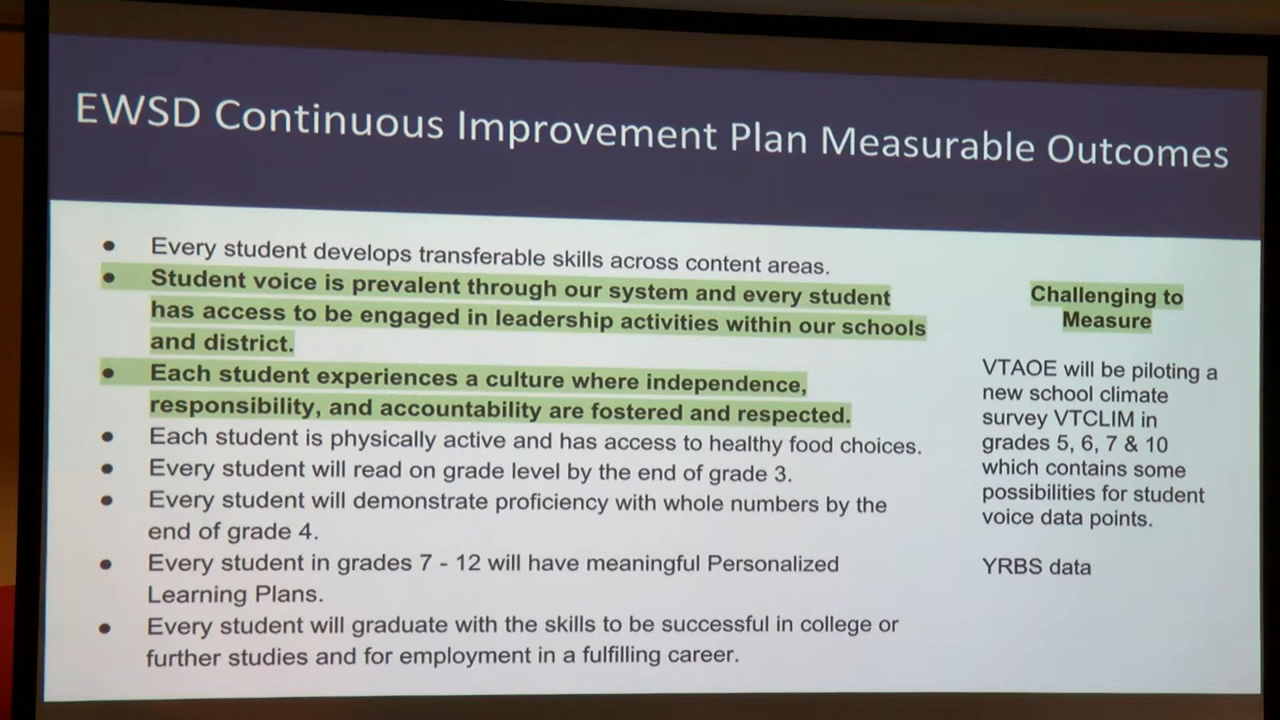 EWSD Continuous Improvement Plan Measurable Outcomes
● Every student develops transferable skills across content areas.
● Student voice is prevalent through our system and every student
has access to be engaged in leadership activities within our schools
and district.
● Each student experiences a culture where independence,
responsibility, and accountability are fostered and respected.
● Each student is physically active and has access to healthy food choices.
● Every student will read on grade level by the end of grade 3.
● Every student will demonstrate proficiency with whole numbers by the
end of grade 4.
● Every student in grades 7 - 12 will have meaningful Personalized
Learning Plans.
● Every student will graduate with the skills to be successful in college or
further studies and for employment in a fulfilling career.
Challenging to
Measure
VTAOE will be piloting a
new school climate
survey VTCLIM in
grades 5, 6, 7 & 10
which contains some
possibilities for student
voice data points.
YRBS data